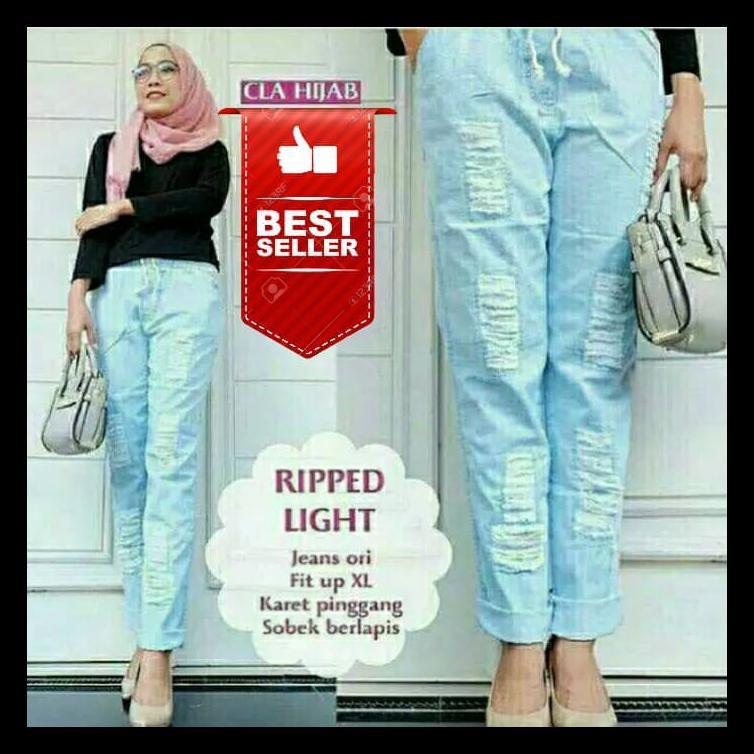 CLA HIJAB
BEST
SELLER
RIPPED
LIGHT
Jeans ori
Fit up XL
Karet pinggang
Sobek berlapis